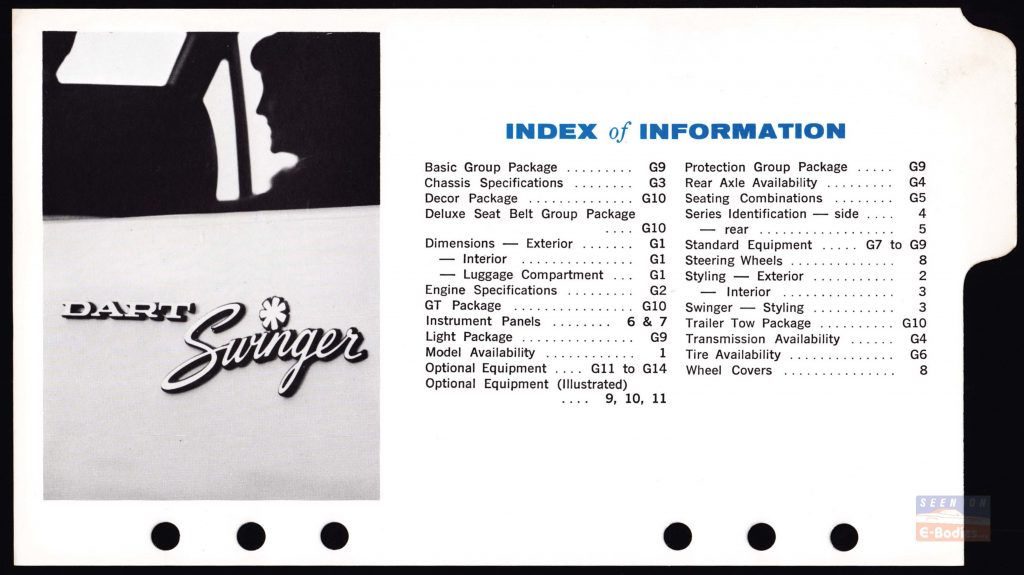 DART
Swinger
INDEX of INFORMATION
Basic Group Package . . . . . . . . . G9
Chassis Specifications . . . . . . . . G3
Decor Package . . . . . . . . . . . . . . G10
Deluxe Seat Belt Group Package
. . . . G10
Dimensions — Exterior . . . . . . . G1
— Interior . . . . . . . . . . . . . . G1
— Luggage Compartment . . . G1
Engine Specifications . . . . . . . . . G2
GT Package . . . . . . . . . . . . . . . . . G10
Instrument Panels . . . . . . . . 6 & 7
Light Package . . . . . . . . . . . . . . . G9
Model Availability . . . . . . . . . . . . 1
Optional Equipment . . . . G11 to G14
Optional Equipment (Illustrated)
. . . . 9, 10, 11
Protection Group Package . . . . . G9
Rear Axle Availability . . . . . . . . . G4
Seating Combinations . . . . . . . . G5
Series Identification — side . . . . 4
— rear . . . . . . . . . . . . . . . . . 5
Standard Equipment . . . . . G7 to G9
Steering Wheels . . . . . . . . . . . . . 8
Styling — Exterior . . . . . . . . . . . . 2
— Interior . . . . . . . . . . . . . . 3
Swinger — Styling . . . . . . . . . . . . 3
Trailer Tow Package . . . . . . . . . . G10
Transmission Availability . . . . . . G4
Tire Availability . . . . . . . . . . . . . . G6
Wheel Covers . . . . . . . . . . . . . . . 8
SEEN ON
E-Bodies